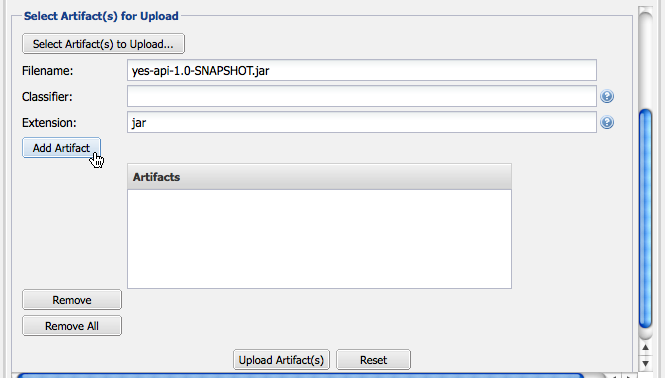 Select Artifact(s) for Upload
Select Artifact(s) to Upload...
Filename: yes-api-1.0-SNAPSHOT.jar
Classifier:
Extension: jar
Add Artifact
Artifacts
Remove
Remove All
Upload Artifact(s) Reset